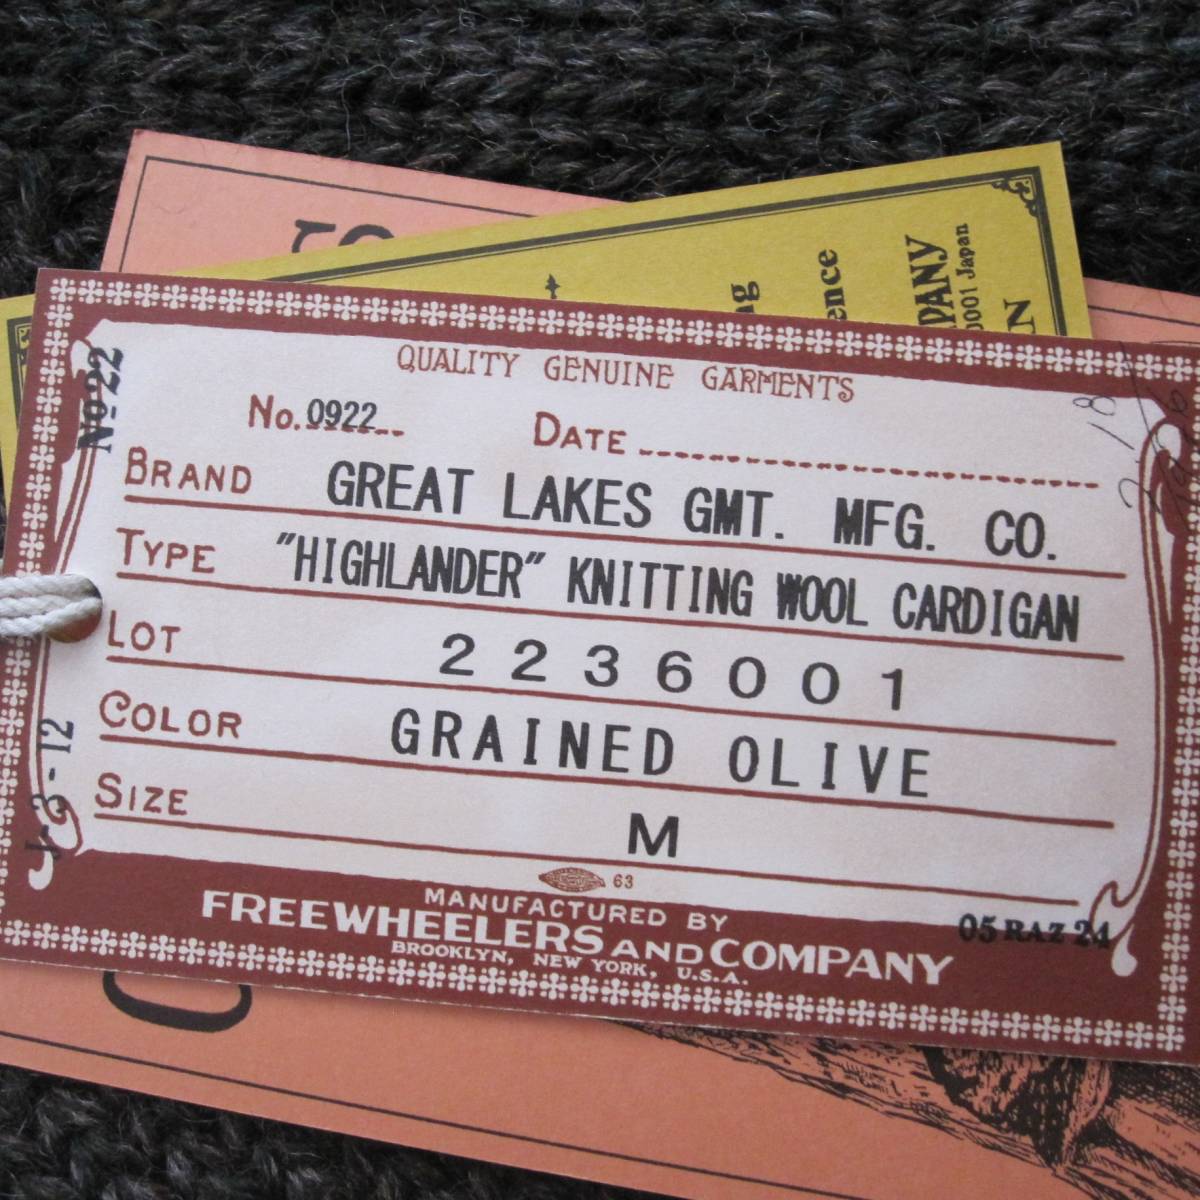 ence
PANY
0001 Japan
QUALITY GENUINE GARMENTS
No. 0922
DATE
No 22
BRAND GREAT LAKES GMT. MFG. CO.
TYPE "HIGHLANDER" KNITTING WOOL CARDIGAN
LOT 2236001
COLOR GRAINED OLIVE
SIZE M
63
MANUFACTURED BY
FREEWHEELERS AND COMPANY
BROOKLYN, NEW YORK, U.S.A.
05 RAZ 24